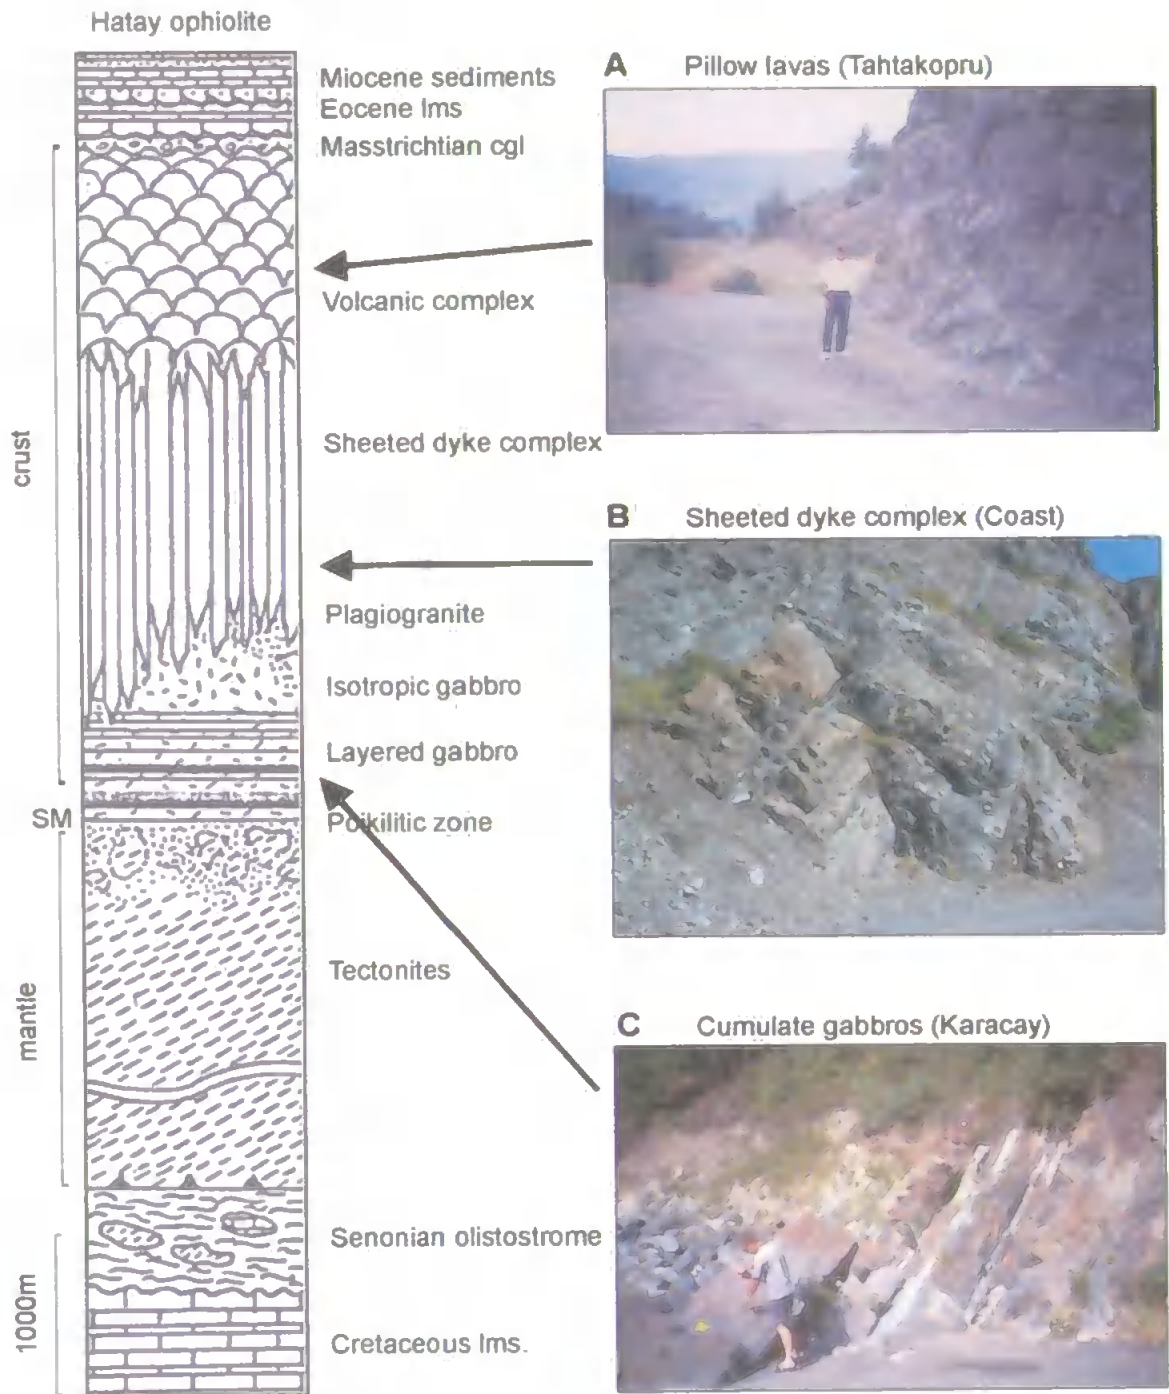 Hatay ophiolite
Miocene sediments
Eocene lms
Masstrichtian cgl
Volcanic complex
Sheeted dyke complex
Plagiogranite
Isotropic gabbro
Layered gabbro
Poikilitic zone
Tectonites
Senonian olistostrome
Cretaceous lms.
crust
SM
mantle
1000m
A Pillow lavas (Tahtakopru)
B Sheeted dyke complex (Coast)
C Cumulate gabbros (Karacay)